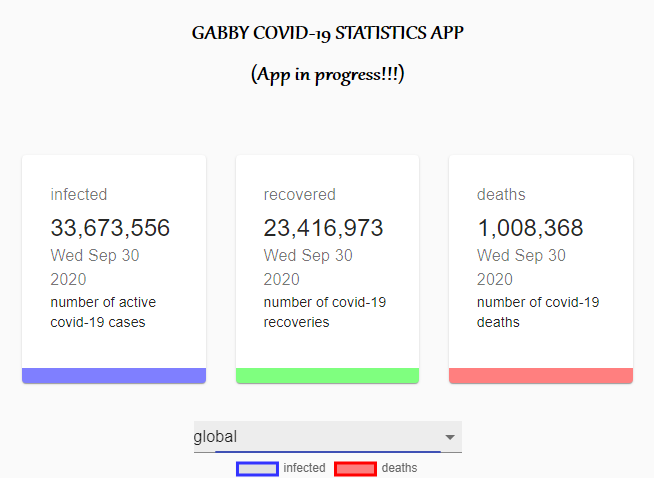 GABBY COVID-19 STATISTICS APP
(App in progress!!!)
infected
33,673,556
Wed Sep 30
2020
number of active
covid-19 cases
recovered
23,416,973
Wed Sep 30
2020
number of covid-19
recoveries
deaths
1,008,368
Wed Sep 30
2020
number of covid-19
deaths
global
infected deaths